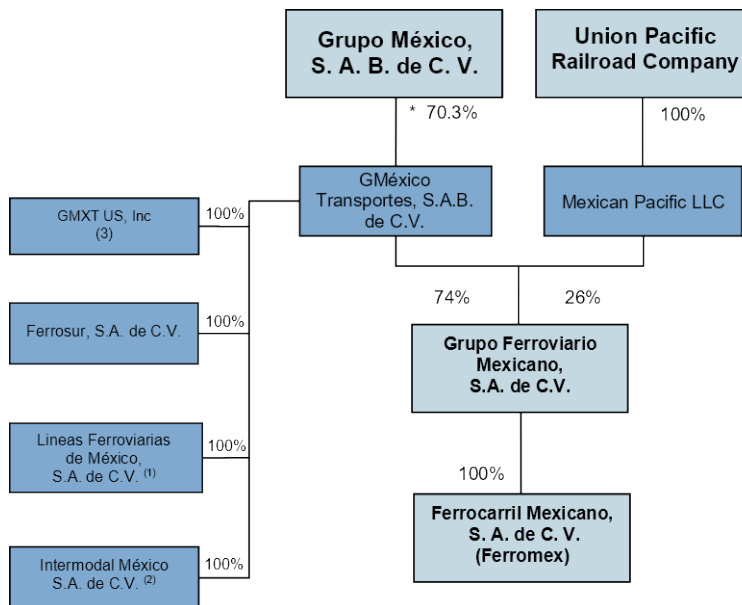 Grupo México,
S. A. B. de C. V.
Union Pacific
Railroad Company
* 70.3%
100%
GMéxico
Transportes, S.A.B.
de C.V.
Mexican Pacific LLC
GMXT US, Inc
(3)
100%
74%
26%
Ferrosur, S.A. de C.V.
100%
Grupo Ferroviario
Mexicano,
S.A. de C.V.
Lineas Ferroviarias
de México,
S.A. de C.V. (1)
100%
100%
Ferrocarril Mexicano,
S. A. de C. V.
(Ferromex)
Intermodal México
S.A. de C.V. (2)
100%